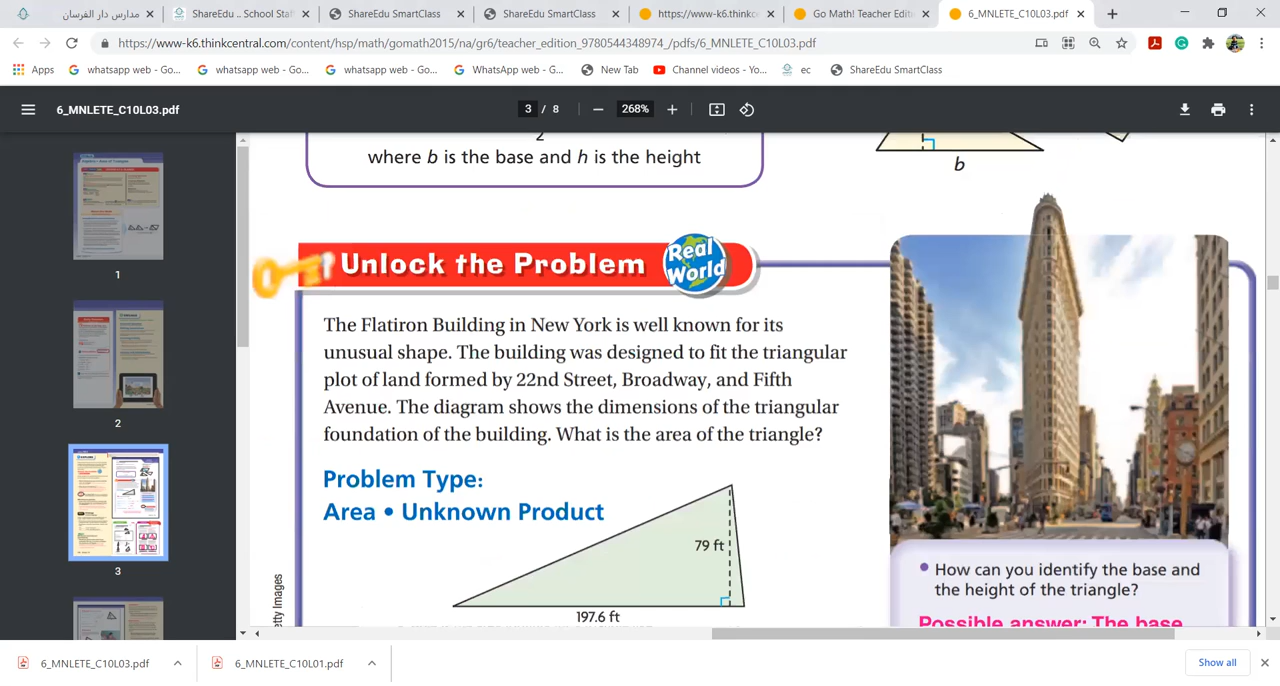 مدارس دار الفرسان
ShareEdu .. School Staf
ShareEdu SmartClass
ShareEdu SmartClass
https://www-k6.thinkc
Go Math! Teacher Edit
6_MNLETE_C10L03.pdf
https://www-k6.thinkcentral.com/content/hsp/math/gomath2015/na/gr6/teacher_edition_9780544348974_/pdfs/6_MNLETE_C10L03.pdf
Apps
whatsapp web - Go...
whatsapp web - Go...
whatsapp web - Go...
WhatsApp web - G...
New Tab
Channel videos - Yo...
ec
ShareEdu SmartClass
6_MNLETE_C10L03.pdf
3 / 8
268%
1
2
3
2
where b is the base and h is the height
b
Unlock the Problem
Real World
The Flatiron Building in New York is well known for its
unusual shape. The building was designed to fit the triangular
plot of land formed by 22nd Street, Broadway, and Fifth
Avenue. The diagram shows the dimensions of the triangular
foundation of the building. What is the area of the triangle?
Problem Type:
Area • Unknown Product
79 ft
197.6 ft
etty Images
• How can you identify the base and
the height of the triangle?
Possible answer: The base
6_MNLETE_C10L03.pdf
6_MNLETE_C10L01.pdf
Show all